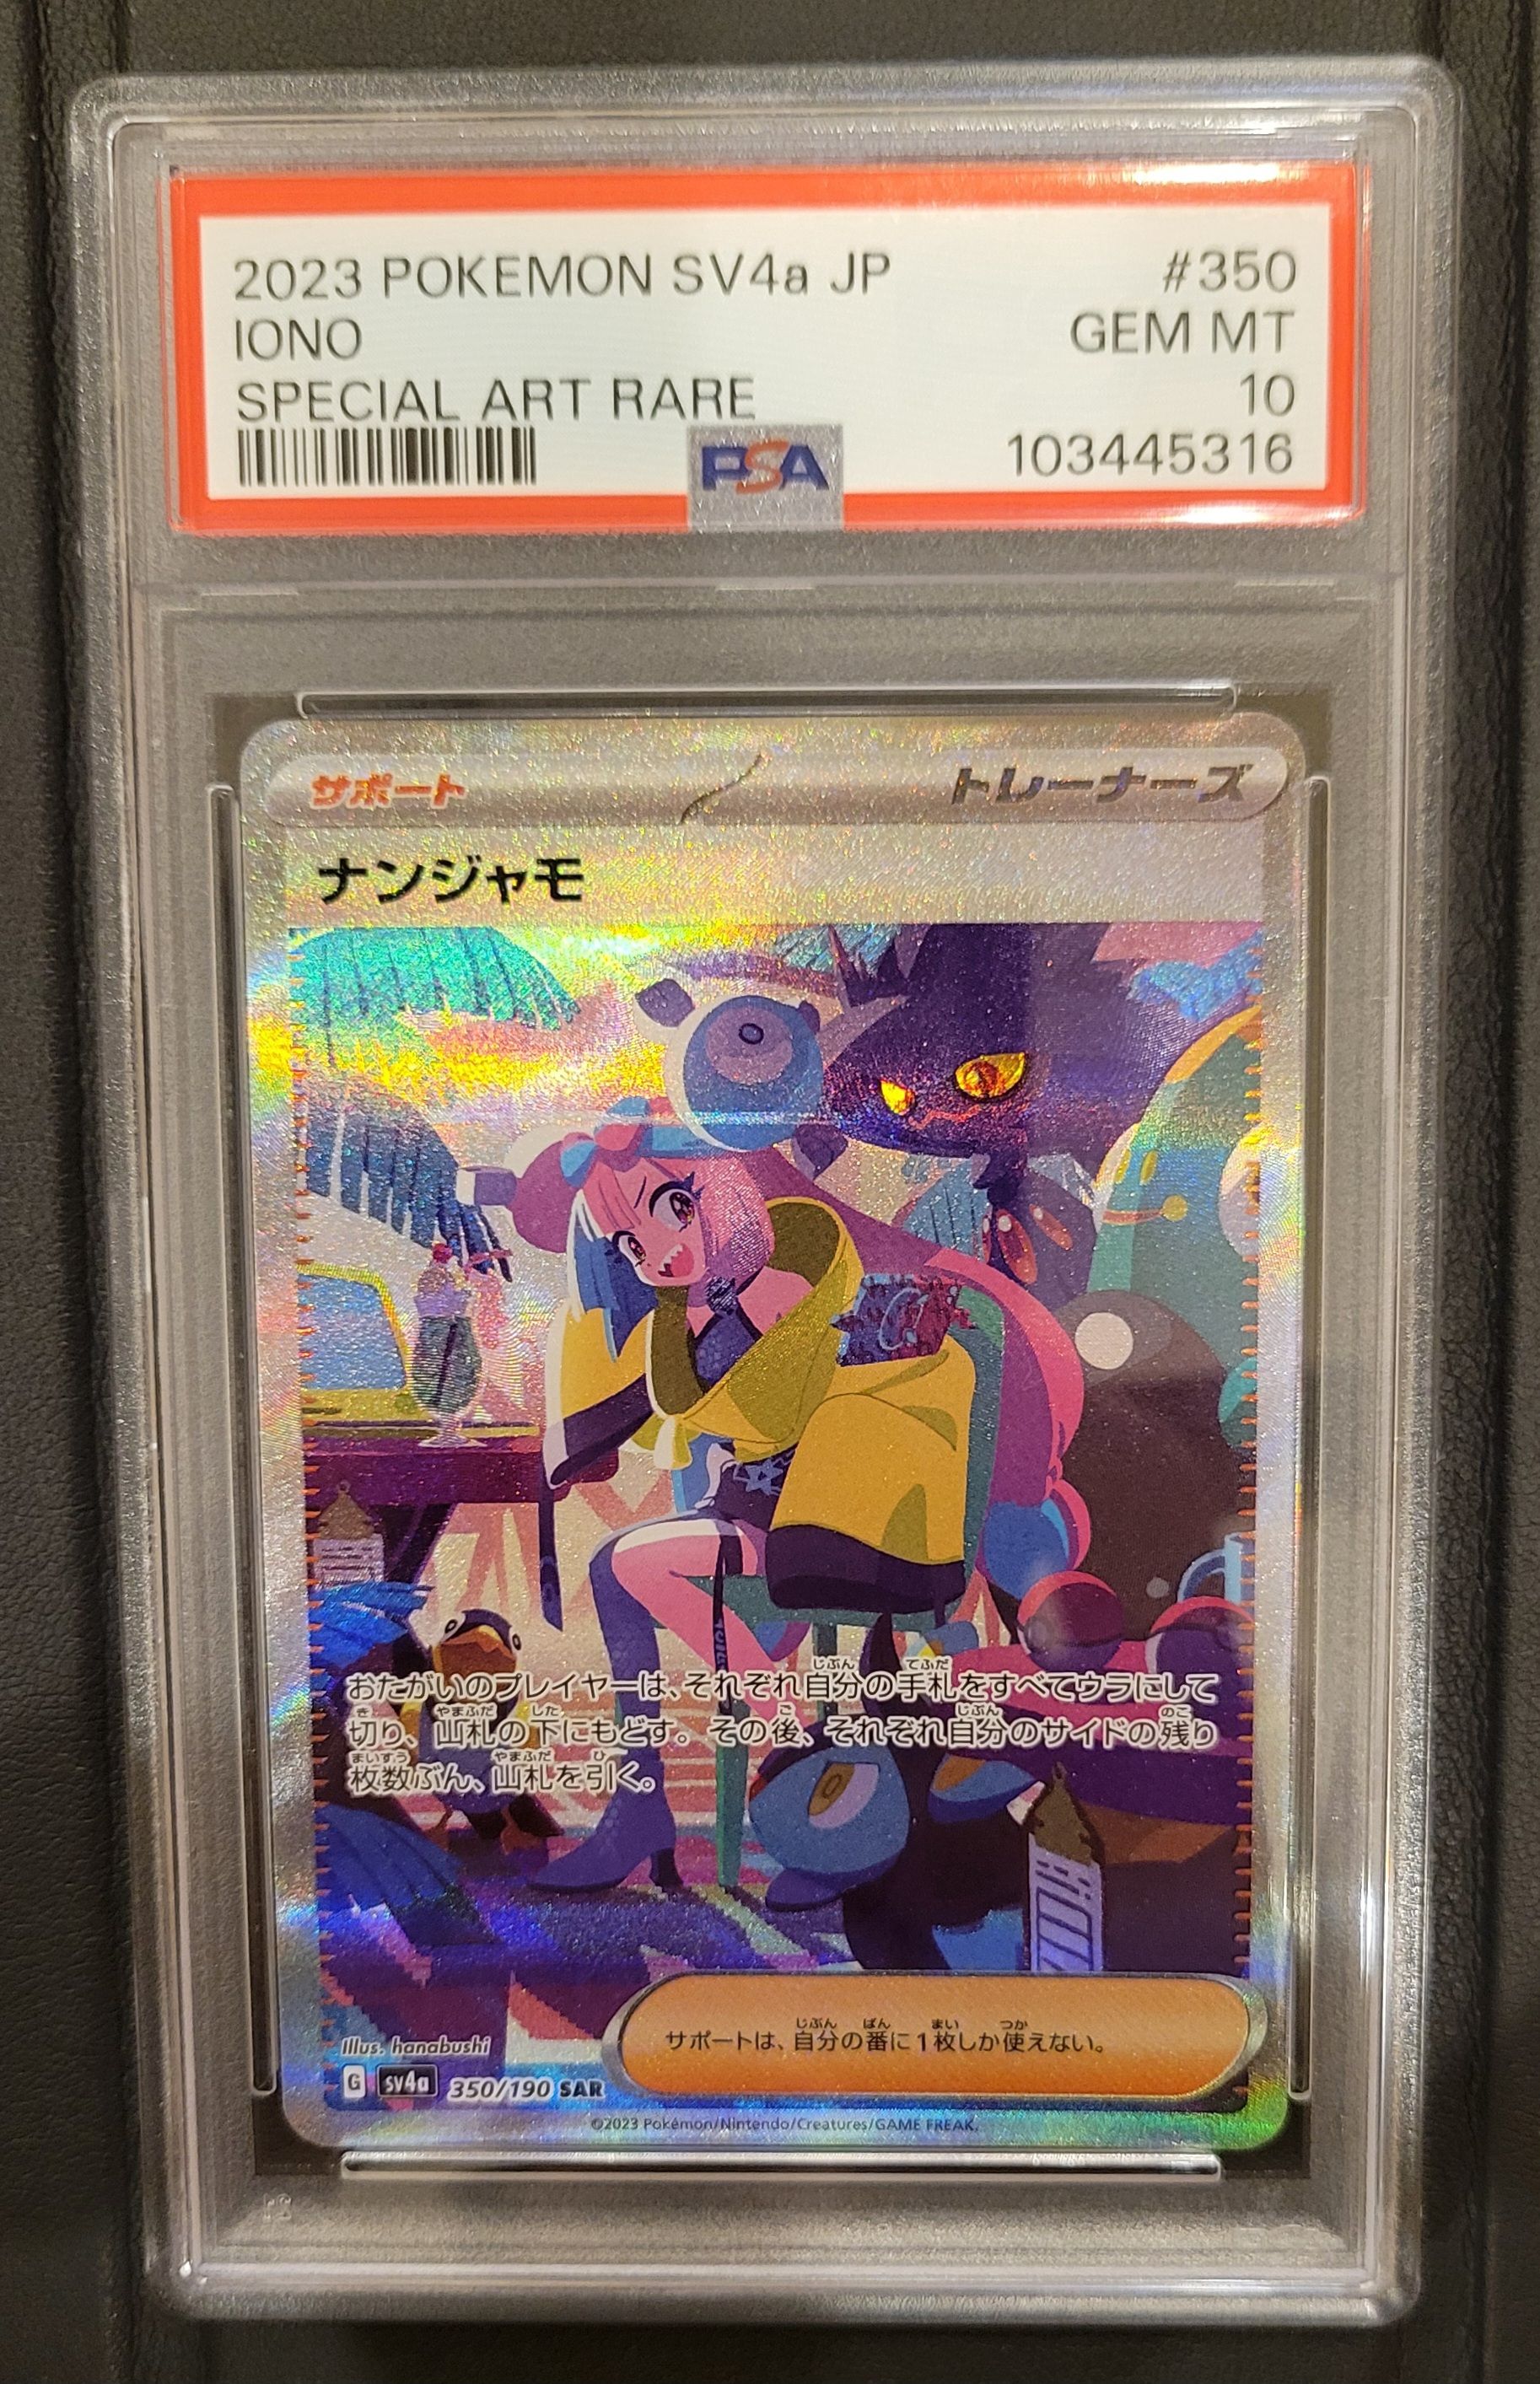 2023 POKEMON SV4a JP #350
IONO GEM MT
SPECIAL ART RARE 10
PSA 103445316
サポート トレーナーズ
ナンジャモ
おたがいのプレイヤーは、それぞれ自分の手札をすべてウラにして
切り、山札の下にもどす。その後、それぞれ自分のサイドの残り
枚数ぶん、山札を引く。
サポートは、自分の番に1枚しか使えない。
Illus. hanabushi
G sv4a 350/190 SAR
©2023 Pokémon/Nintendo/Creatures/GAME FREAK.